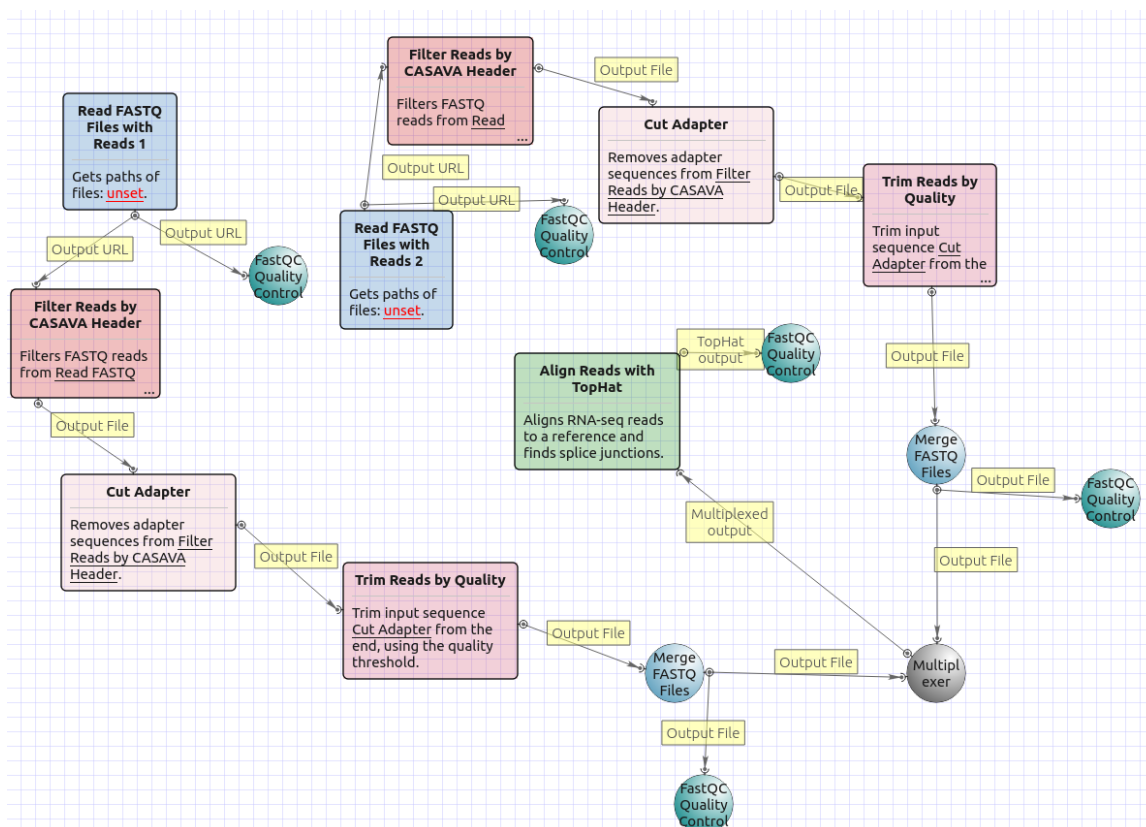 Filter Reads by
CASAVA Header
Filters FASTQ
reads from Read
...
Output File
Read FASTQ
Files with
Reads 1
Gets paths of
files: unset.
Cut Adapter
Removes adapter
sequences from Filter
Reads by CASAVA
Header.
Output URL
Output URL
Output File
Trim Reads by
Quality
Trim input
sequence Cut
Adapter from the
...
Read FASTQ
Files with
Reads 2
Gets paths of
files: unset.
FastQC
Quality
Control
Output URL
Output URL
FastQC
Quality
Control
Filter Reads by
CASAVA Header
Filters FASTQ reads
from Read FASTQ
...
TopHat
output
FastQC
Quality
Control
Output File
Align Reads with
TopHat
Aligns RNA-seq reads
to a reference and
finds splice junctions.
Output File
Merge
FASTQ
Files
Output File
FastQC
Quality
Control
Cut Adapter
Removes adapter
sequences from Filter
Reads by CASAVA
Header.
Multiplexed
output
Output File
Output File
Trim Reads by Quality
Trim input sequence
Cut Adapter from the
end, using the quality
threshold.
Output File
Merge
FASTQ
Files
Output File
Multipl
exer
Output File
FastQC
Quality
Control